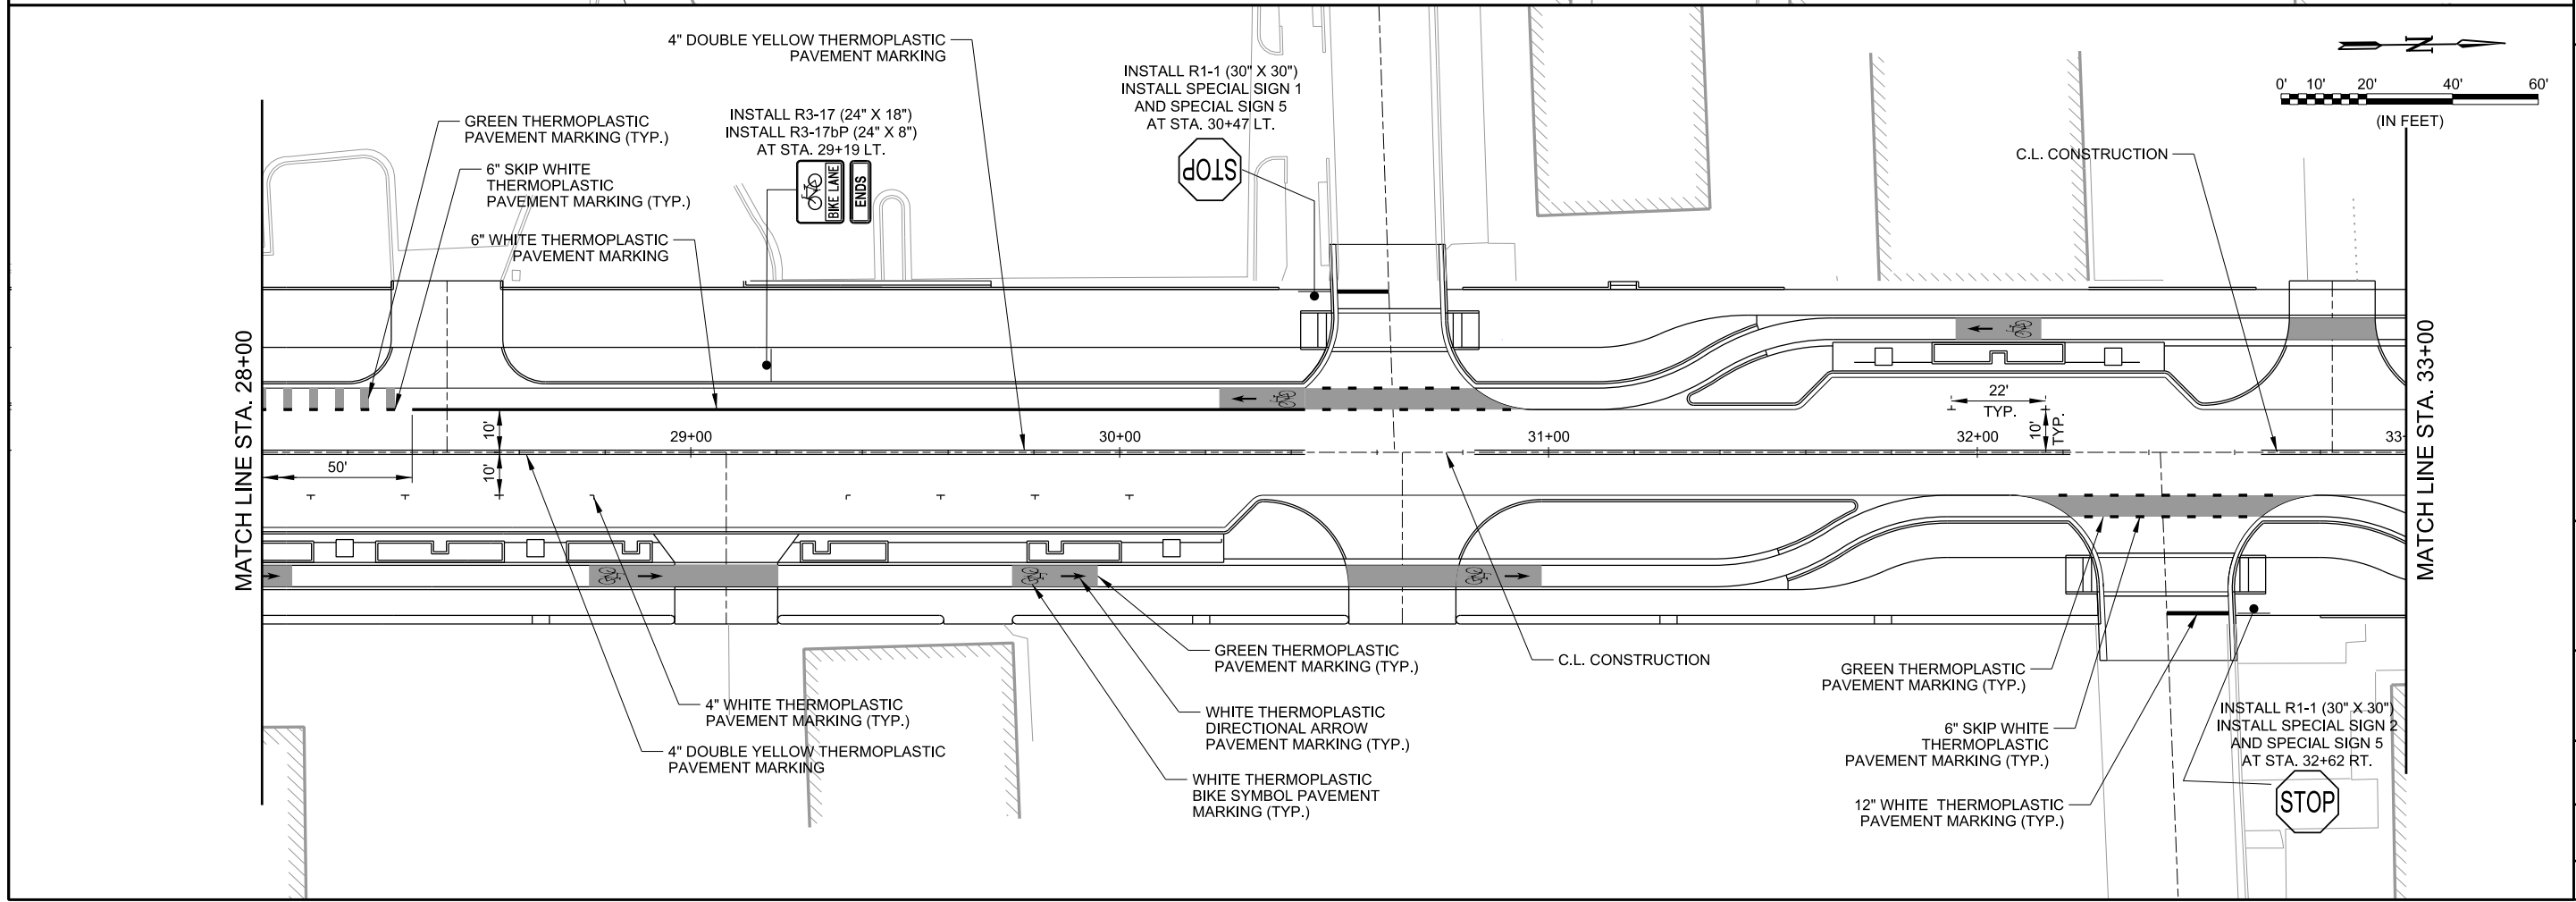 4" DOUBLE YELLOW THERMOPLASTIC
PAVEMENT MARKING
GREEN THERMOPLASTIC
PAVEMENT MARKING (TYP.)
6" SKIP WHITE
THERMOPLASTIC
PAVEMENT MARKING (TYP.)
6" WHITE THERMOPLASTIC
PAVEMENT MARKING
INSTALL R3-17 (24" X 18")
INSTALL R3-17bP (24" X 8")
AT STA. 29+19 LT.
BIKE LANE
ENDS
INSTALL R1-1 (30" X 30")
INSTALL SPECIAL SIGN 1
AND SPECIAL SIGN 5
AT STA. 30+47 LT.
STOP
N
0' 10' 20' 40' 60'
(IN FEET)
C.L. CONSTRUCTION
MATCH LINE STA. 28+00
MATCH LINE STA. 33+00
22'
TYP.
10'
TYP.
10'
10'
50'
29+00
30+00
31+00
32+00
33+
4" WHITE THERMOPLASTIC
PAVEMENT MARKING (TYP.)
4" DOUBLE YELLOW THERMOPLASTIC
PAVEMENT MARKING
GREEN THERMOPLASTIC
PAVEMENT MARKING (TYP.)
WHITE THERMOPLASTIC
DIRECTIONAL ARROW
PAVEMENT MARKING (TYP.)
WHITE THERMOPLASTIC
BIKE SYMBOL PAVEMENT
MARKING (TYP.)
C.L. CONSTRUCTION
GREEN THERMOPLASTIC
PAVEMENT MARKING (TYP.)
6" SKIP WHITE
THERMOPLASTIC
PAVEMENT MARKING (TYP.)
12" WHITE THERMOPLASTIC
PAVEMENT MARKING (TYP.)
INSTALL R1-1 (30" X 30")
INSTALL SPECIAL SIGN 2
AND SPECIAL SIGN 5
AT STA. 32+62 RT.
STOP